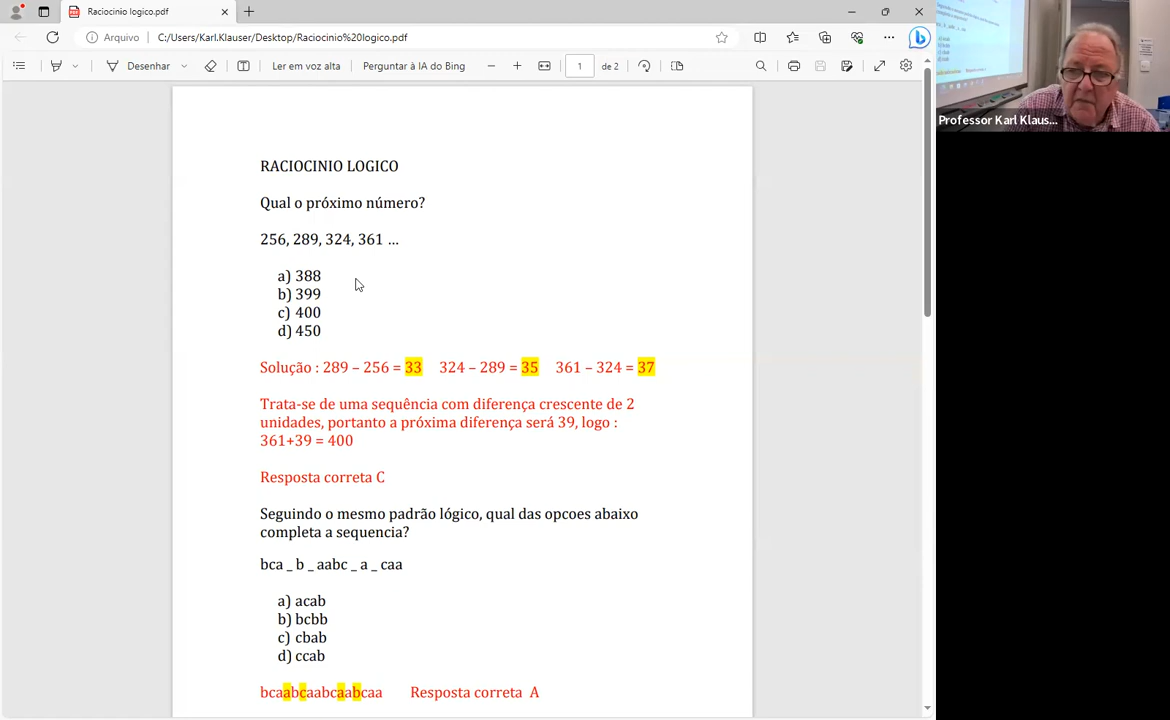 Raciocinio logico.pdf
Arquivo C:/Users/Karl.Klauser/Desktop/Raciocinio%20logico.pdf
Desenhar Ler em voz alta Perguntar à IA do Bing 1 de 2
Professor Karl Klaus...
RACIOCINIO LOGICO
Qual o próximo número?
256, 289, 324, 361 ...
a) 388
b) 399
c) 400
d) 450
Solução : 289 – 256 = 33 324 – 289 = 35 361 – 324 = 37
Trata-se de uma sequência com diferença crescente de 2
unidades, portanto a próxima diferença será 39, logo :
361+39 = 400
Resposta correta C
Seguindo o mesmo padrão lógico, qual das opcoes abaixo
completa a sequencia?
bca _ b _ aabc _ a _ caa
a) acab
b) bcbb
c) cbab
d) ccab
bcaabcaabcaabcaa Resposta correta A